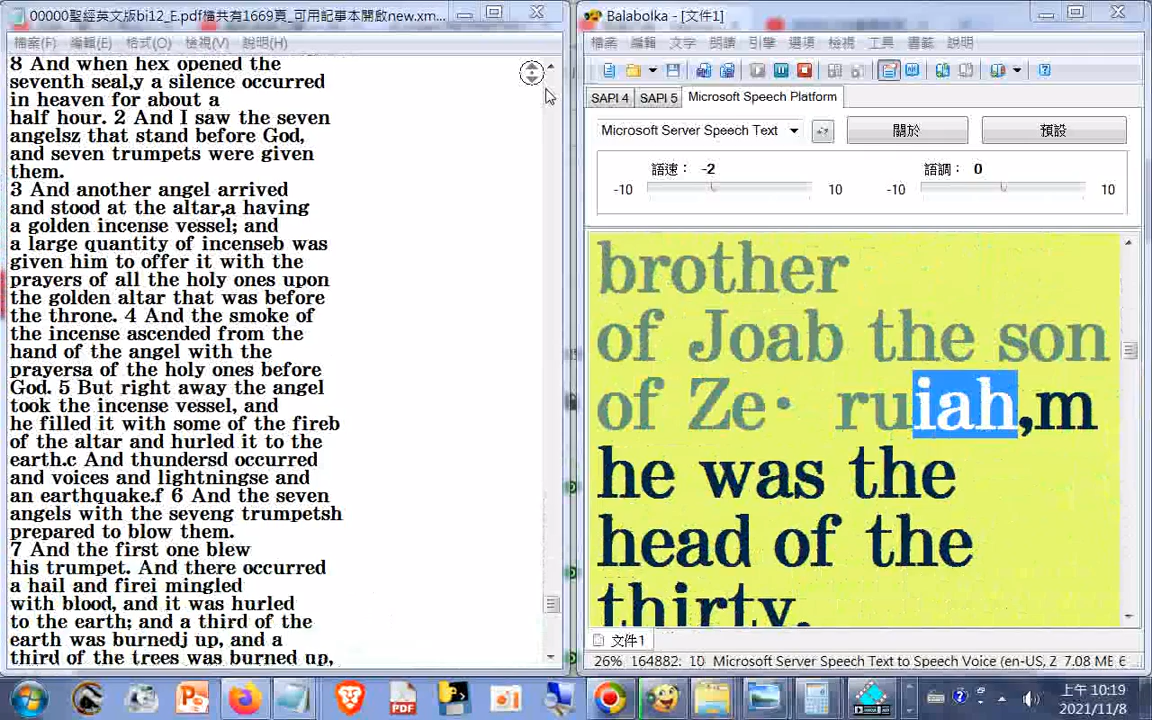 00000聖經英文版bi12_E.pdf檔共有1669頁_可用記事本開啟new.xm...
檔案(F) 編輯(E) 格式(O) 檢視(V) 說明(H)
8 And when hex opened the
seventh seal,y a silence occurred
in heaven for about a
half hour. 2 And I saw the seven
angelsz that stand before God,
and seven trumpets were given
them.
3 And another angel arrived
and stood at the altar,a having
a golden incense vessel; and
a large quantity of incenseb was
given him to offer it with the
prayers of all the holy ones upon
the golden altar that was before
the throne. 4 And the smoke of
the incense ascended from the
hand of the angel with the
prayersa of the holy ones before
God. 5 But right away the angel
took the incense vessel, and
he filled it with some of the fireb
of the altar and hurled it to the
earth.c And thundersd occurred
and voices and lightningse and
an earthquake.f 6 And the seven
angels with the seveng trumpetsh
prepared to blow them.
7 And the first one blew
his trumpet. And there occurred
a hail and firei mingled
with blood, and it was hurled
to the earth; and a third of the
earth was burnedj up, and a
third of the trees was burned up,
Balabolka - [文件1]
檔案 編輯 文字 朗讀 引擎 選項 檢視 工具 書籤 說明
SAPI 4 SAPI 5 Microsoft Speech Platform
Microsoft Server Speech Text 關於 預設
語速： -2 語調： 0
-10 10 -10 10
brother
of Joab the son
of Ze· ruiah,m
he was the
head of the
thirty.
文件1
26% 164882: 10 Microsoft Server Speech Text to Speech Voice (en-US, Z 7.08 MB 6
上午 10:19
2021/11/8